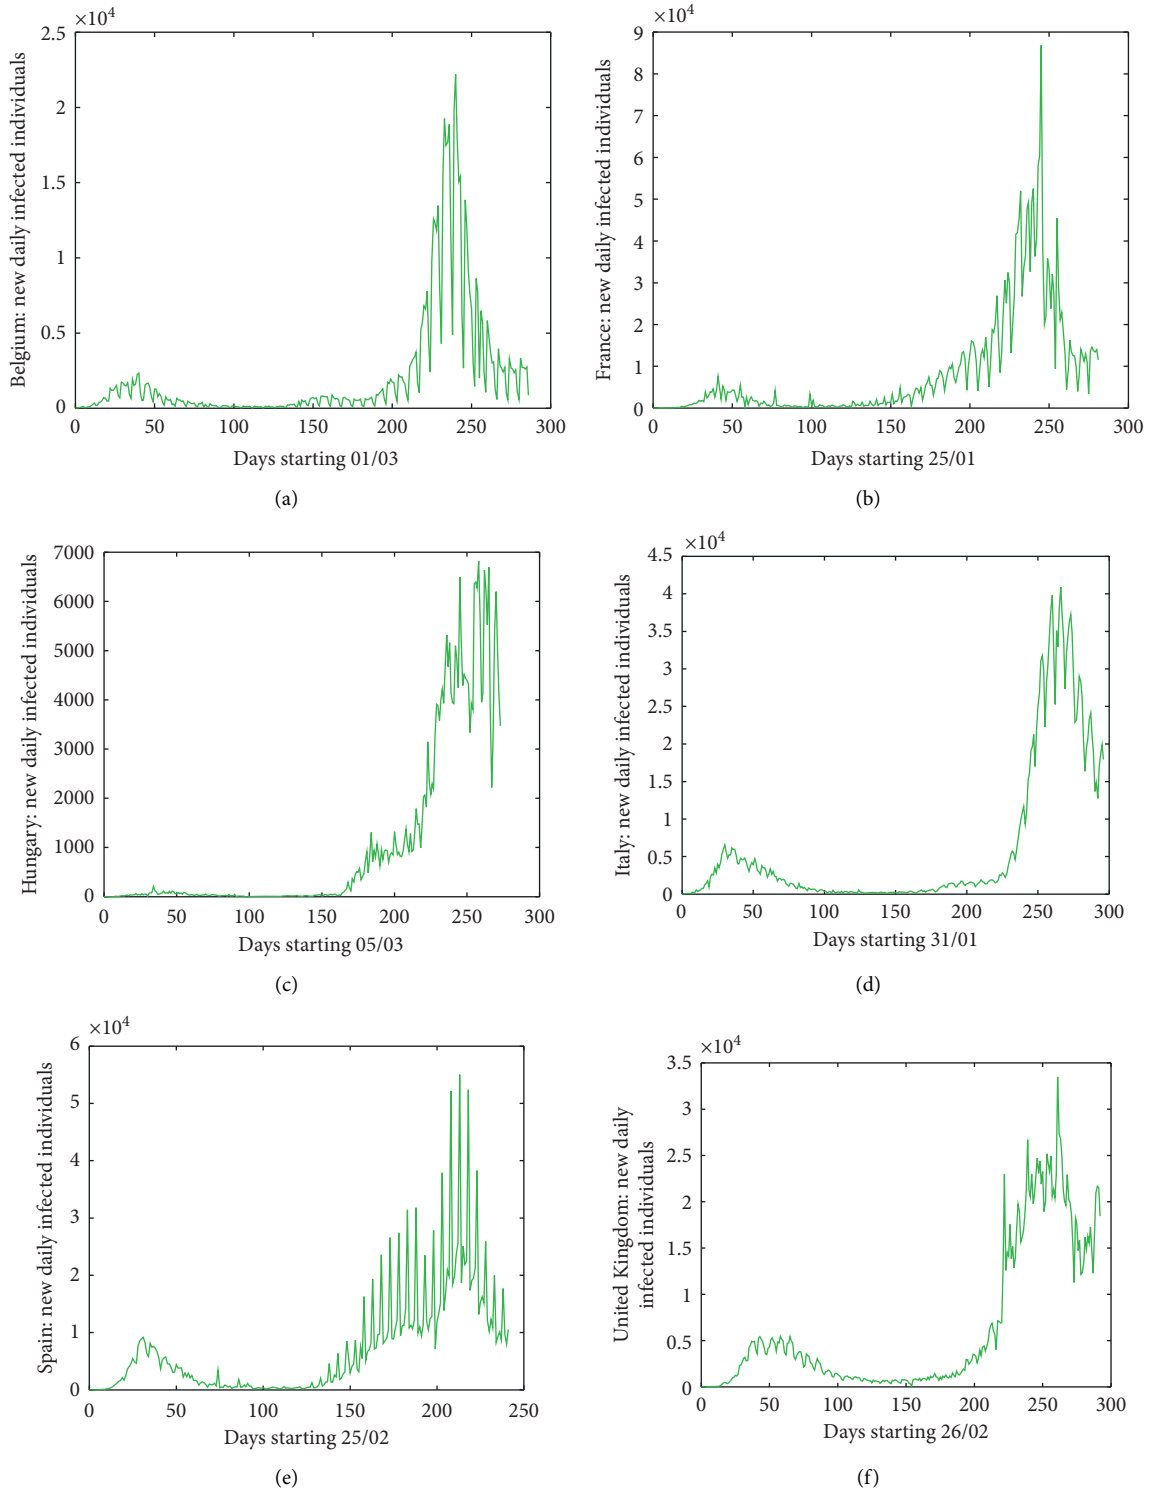 ×10⁴
2.5
2
1.5
1
0.5
0
0 50 100 150 200 250 300
Belgium: new daily infected individuals
Days starting 01/03
(a)
×10⁴
9
8
7
6
5
4
3
2
1
0
0 50 100 150 200 250 300
France: new daily infected individuals
Days starting 25/01
(b)
7000
6000
5000
4000
3000
2000
1000
0
0 50 100 150 200 250 300
Hungary: new daily infected individuals
Days starting 05/03
(c)
×10⁴
4.5
4
3.5
3
2.5
2
1.5
1
0.5
0
0 50 100 150 200 250 300
Italy: new daily infected individuals
Days starting 31/01
(d)
×10⁴
6
5
4
3
2
1
0
0 50 100 150 200 250
Spain: new daily infected individuals
Days starting 25/02
(e)
×10⁴
3.5
3
2.5
2
1.5
1
0.5
0
0 50 100 150 200 250 300
United Kingdom: new daily
infected individuals
Days starting 26/02
(f)